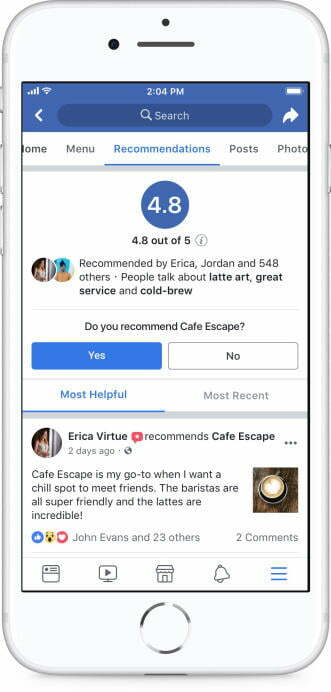 2:04 PM
Search
lome Menu Recommendations Posts Photo
4.8
4.8 out of 5
Recommended by Erica, Jordan and 548
others · People talk about latte art, great
service and cold-brew
Do you recommend Cafe Escape?
Yes No
Most Helpful Most Recent
Erica Virtue recommends Cafe Escape
2 days ago ·
Cafe Escape is my go-to when I want a
chill spot to meet friends. The baristas are
all super friendly and the lattes are
incredible!
John Evans and 23 others 2 Comments